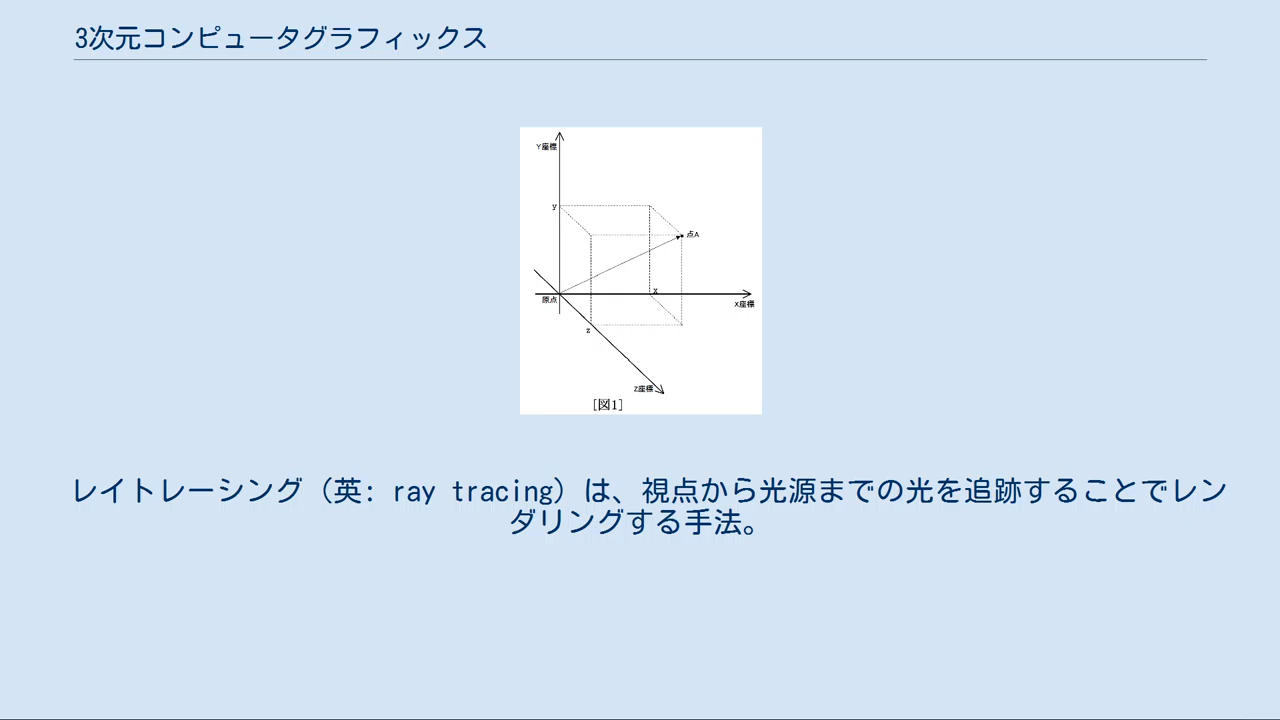 3次元コンピュータグラフィックス
Y座標
y
点A
x
原点
X座標
z
Z座標
[図1]
レイトレーシング（英: ray tracing）は、視点から光源までの光を追跡することでレン
ダリングする手法。